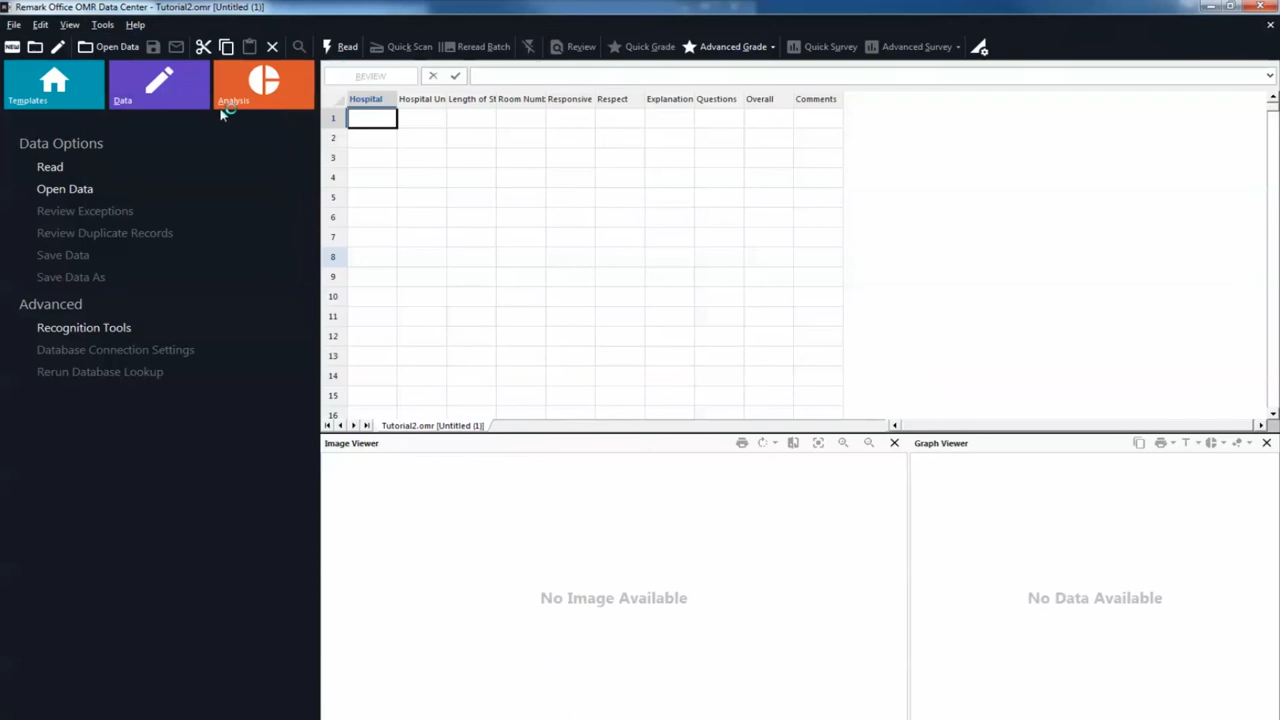 Remark Office OMR Data Center - Tutorial2.omr [Untitled (1)]
File Edit View Tools Help
NEW Open Data Read Quick Scan Reread Batch Review Quick Grade Advanced Grade Quick Survey Advanced Survey
Templates Data Analysis
REVIEW
Hospital Hospital Un Length of St Room Numb Responsive Respect Explanation Questions Overall Comments
1
2
3
4
5
6
7
8
9
10
11
12
13
14
15
16
Data Options
Read
Open Data
Review Exceptions
Review Duplicate Records
Save Data
Save Data As
Advanced
Recognition Tools
Database Connection Settings
Rerun Database Lookup
Tutorial2.omr [Untitled (1)]
Image Viewer
Graph Viewer
No Image Available
No Data Available